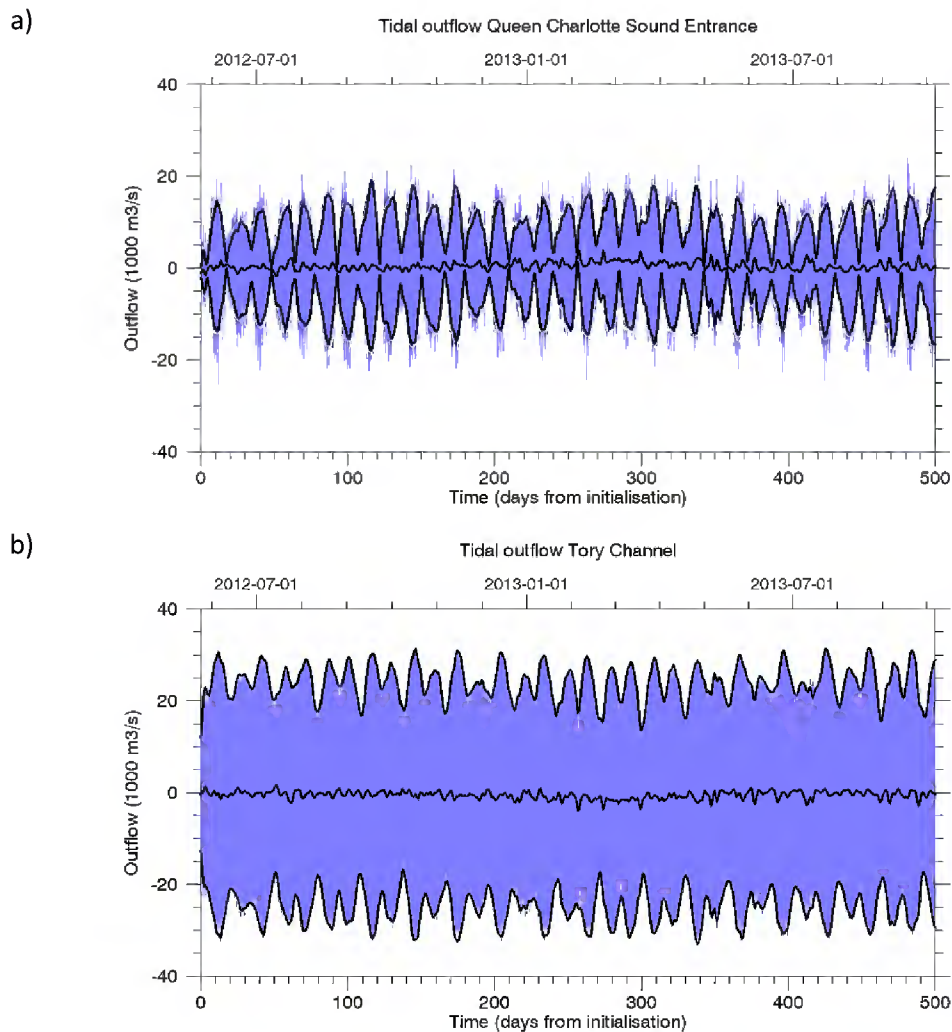 a)
Tidal outflow Queen Charlotte Sound Entrance
2012-07-01 2013-01-01 2013-07-01
40
20
0
-20
-40
Outflow (1000 m3/s)
0 100 200 300 400 500
Time (days from initialisation)
b)
Tidal outflow Tory Channel
2012-07-01 2013-01-01 2013-07-01
40
20
0
-20
-40
Outflow (1000 m3/s)
0 100 200 300 400 500
Time (days from initialisation)